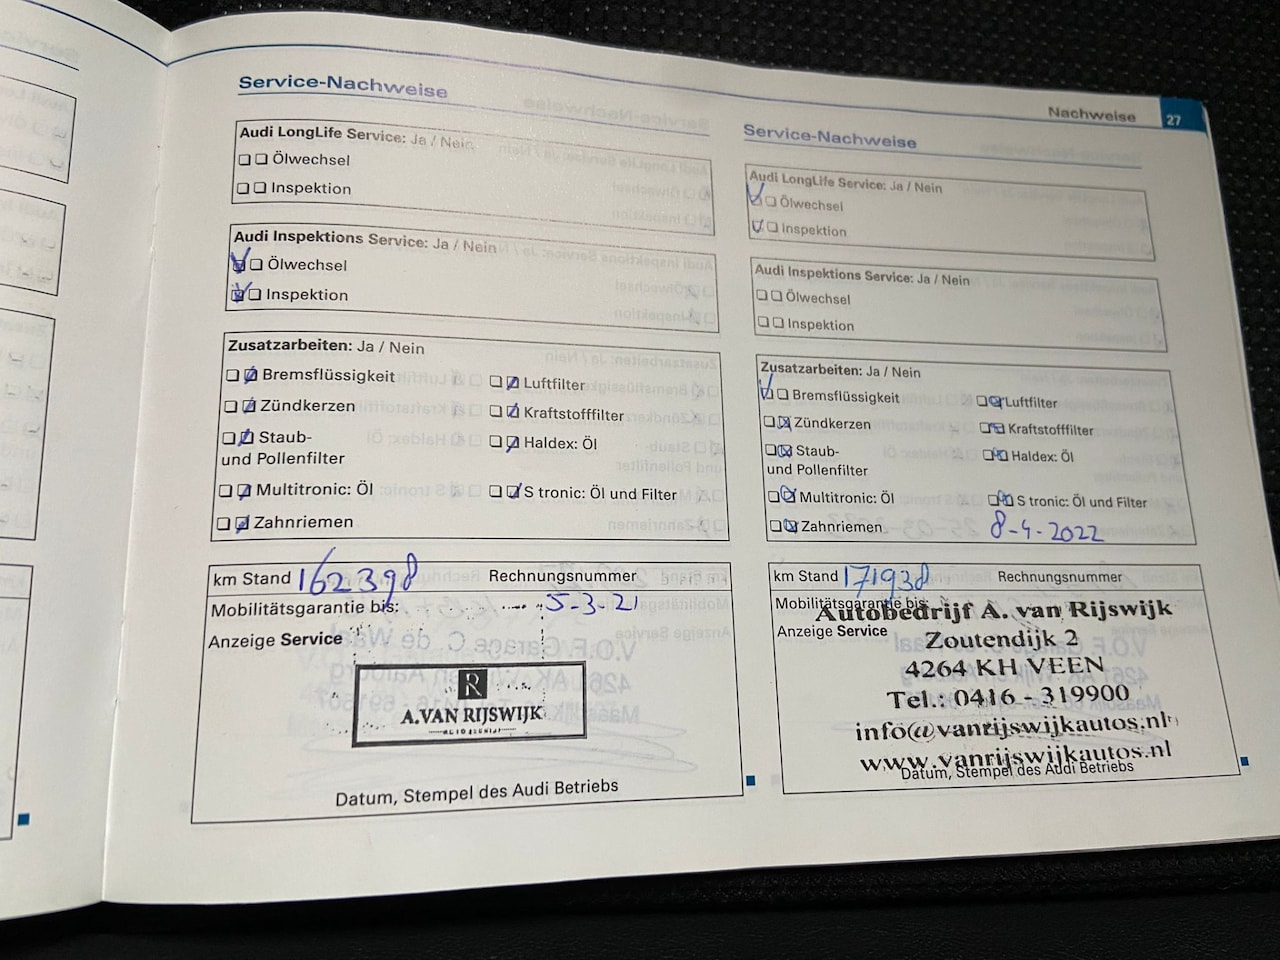 Nachweise 27
Service-Nachweise
Audi LongLife Service: Ja / Nein
Ölwechsel
Inspektion
Audi Inspektions Service: Ja / Nein
Ölwechsel
Inspektion
Zusatzarbeiten: Ja / Nein
Bremsflüssigkeit
Luftfilter
Zündkerzen
Kraftstofffilter
Staub-
und Pollenfilter
Haldex: Öl
Multitronic: Öl
S tronic: Öl und Filter
Zahnriemen
km Stand 162398 Rechnungsnummer
Mobilitätsgarantie bis: 5-3-21
Anzeige Service
R
A.VAN RIJSWIJK
Datum, Stempel des Audi Betriebs
Service-Nachweise
Audi LongLife Service: Ja / Nein
Ölwechsel
Inspektion
Audi Inspektions Service: Ja / Nein
Ölwechsel
Inspektion
Zusatzarbeiten: Ja / Nein
Bremsflüssigkeit
Luftfilter
Zündkerzen
Kraftstofffilter
Staub-
und Pollenfilter
Haldex: Öl
Multitronic: Öl
S tronic: Öl und Filter
Zahnriemen
8-4-2022
km Stand 171938 Rechnungsnummer
Mobilitätsgarantie bis:
Autobedrijf A. van Rijswijk
Anzeige Service
Zoutendijk 2
4264 KH VEEN
Tel.: 0416 - 319900
info@vanrijswijkautos.nl
www.vanrijswijkautos.nl
Datum, Stempel des Audi Betriebs